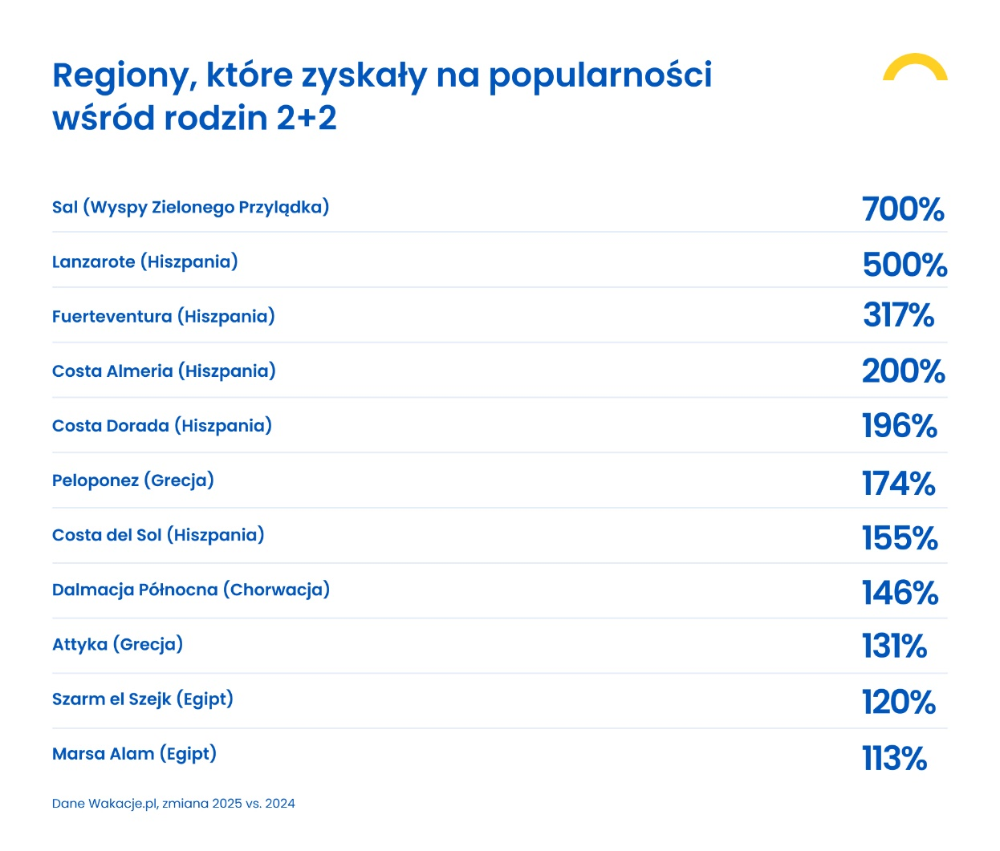 Regiony, które zyskały na popularności
wśród rodzin 2+2
Sal (Wyspy Zielonego Przylądka) 700%
Lanzarote (Hiszpania) 500%
Fuerteventura (Hiszpania) 317%
Costa Almeria (Hiszpania) 200%
Costa Dorada (Hiszpania) 196%
Peloponez (Grecja) 174%
Costa del Sol (Hiszpania) 155%
Dalmacja Północna (Chorwacja) 146%
Attyka (Grecja) 131%
Szarm el Szejk (Egipt) 120%
Marsa Alam (Egipt) 113%
Dane Wakacje.pl, zmiana 2025 vs. 2024